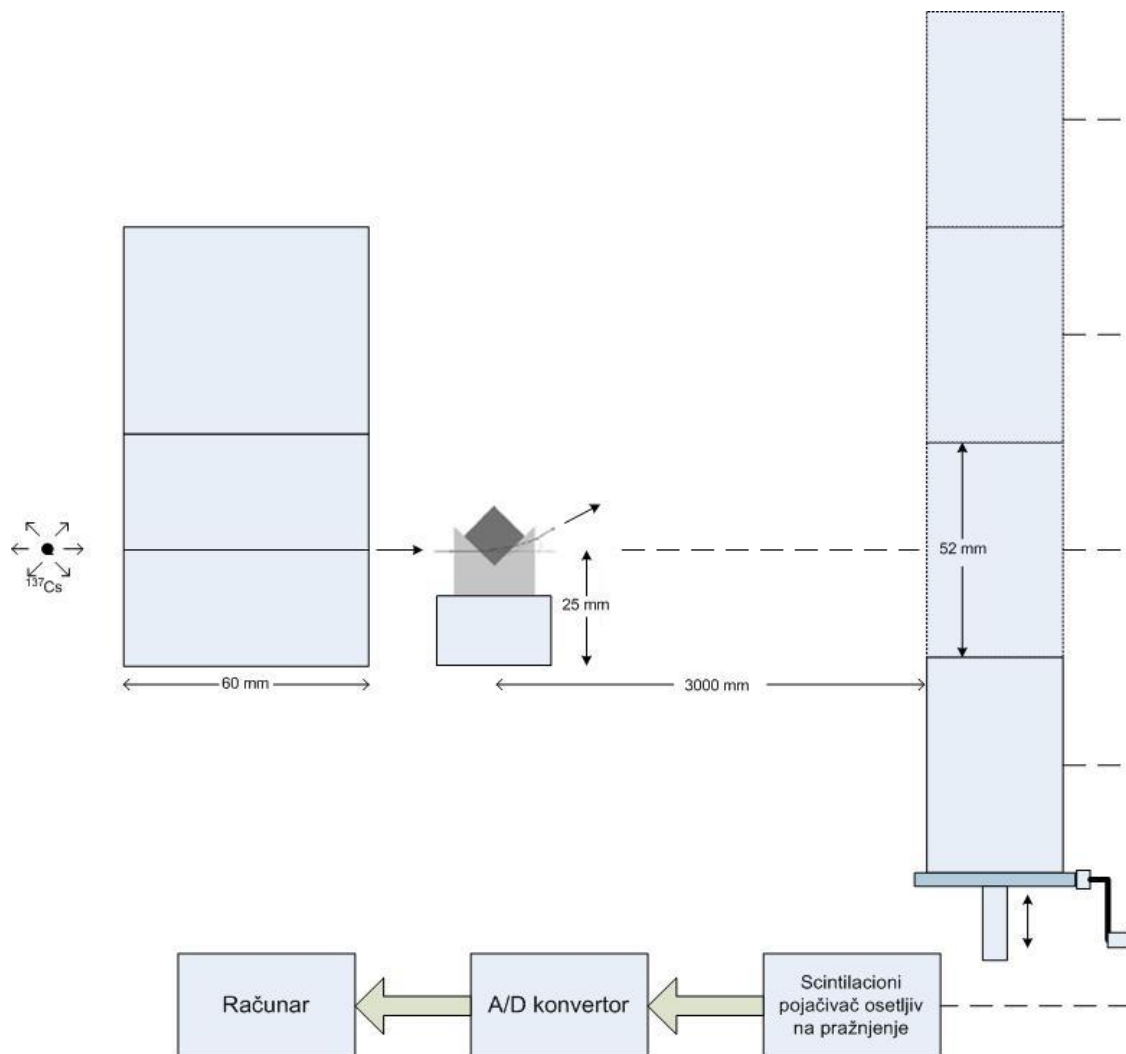 52 mm
¹³⁷Cs
25 mm
60 mm
3000 mm
Računar
A/D konvertor
Scintilacioni
pojačivač osetljiv
na pražnjenje